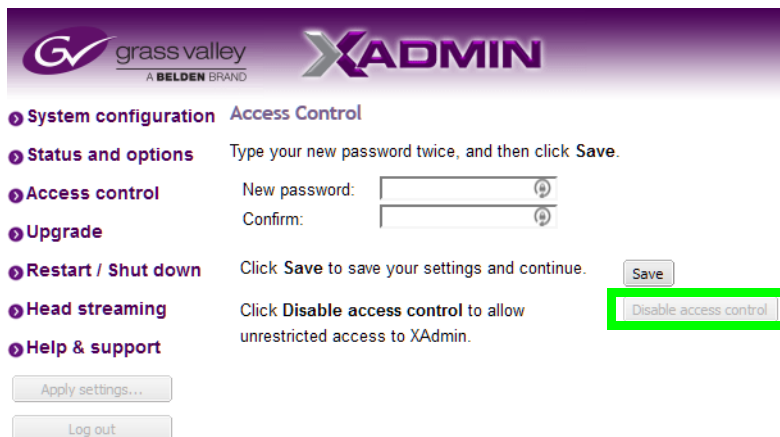 GV grass valley
A BELDEN BRAND
XADMIN
System configuration
Status and options
Access control
Upgrade
Restart / Shut down
Head streaming
Help & support
Apply settings...
Log out
Access Control
Type your new password twice, and then click Save.
New password:
Confirm:
Click Save to save your settings and continue.
Save
Click Disable access control to allow
unrestricted access to XAdmin.
Disable access control